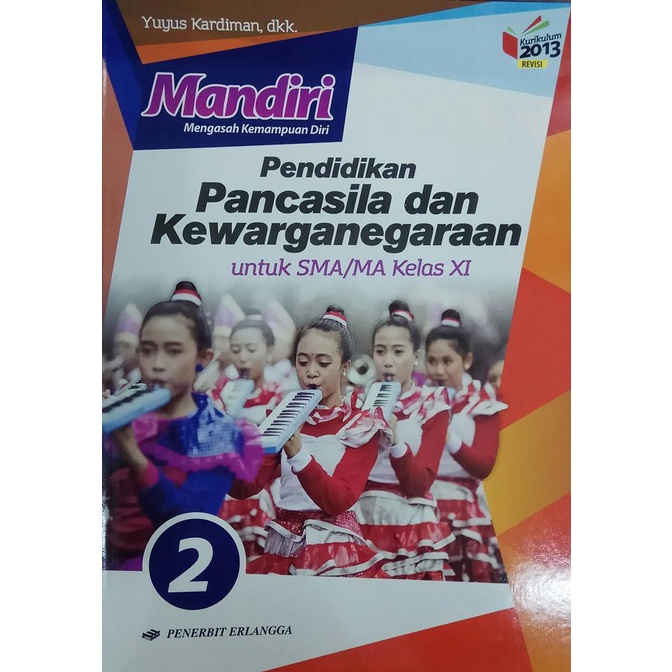 Yuyus Kardiman, dkk.
Kurikulum
2013
REVISI
Mandiri
Mengasah Kemampuan Diri
Pendidikan
Pancasila dan
Kewarganegaraan
untuk SMA/MA Kelas XI
2
PENERBIT ERLANGGA